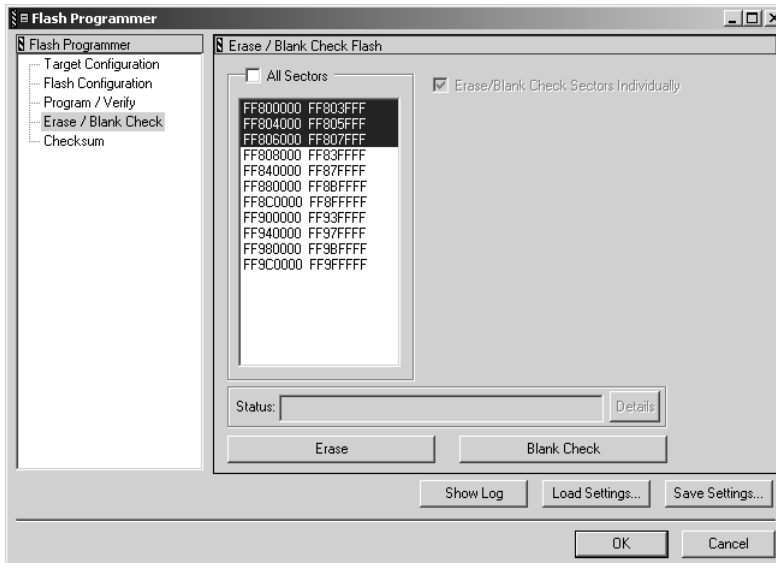 Flash Programmer
Flash Programmer
Target Configuration
Flash Configuration
Program / Verify
Erase / Blank Check
Checksum
Erase / Blank Check Flash
All Sectors
Erase/Blank Check Sectors Individually
FF800000 FF803FFF
FF804000 FF805FFF
FF806000 FF807FFF
FF808000 FF83FFFF
FF840000 FF87FFFF
FF880000 FF8BFFFF
FF8C0000 FF8FFFFF
FF900000 FF93FFFF
FF940000 FF97FFFF
FF980000 FF9BFFFF
FF9C0000 FF9FFFFF
Status:
Details
Erase
Blank Check
Show Log
Load Settings...
Save Settings...
OK
Cancel